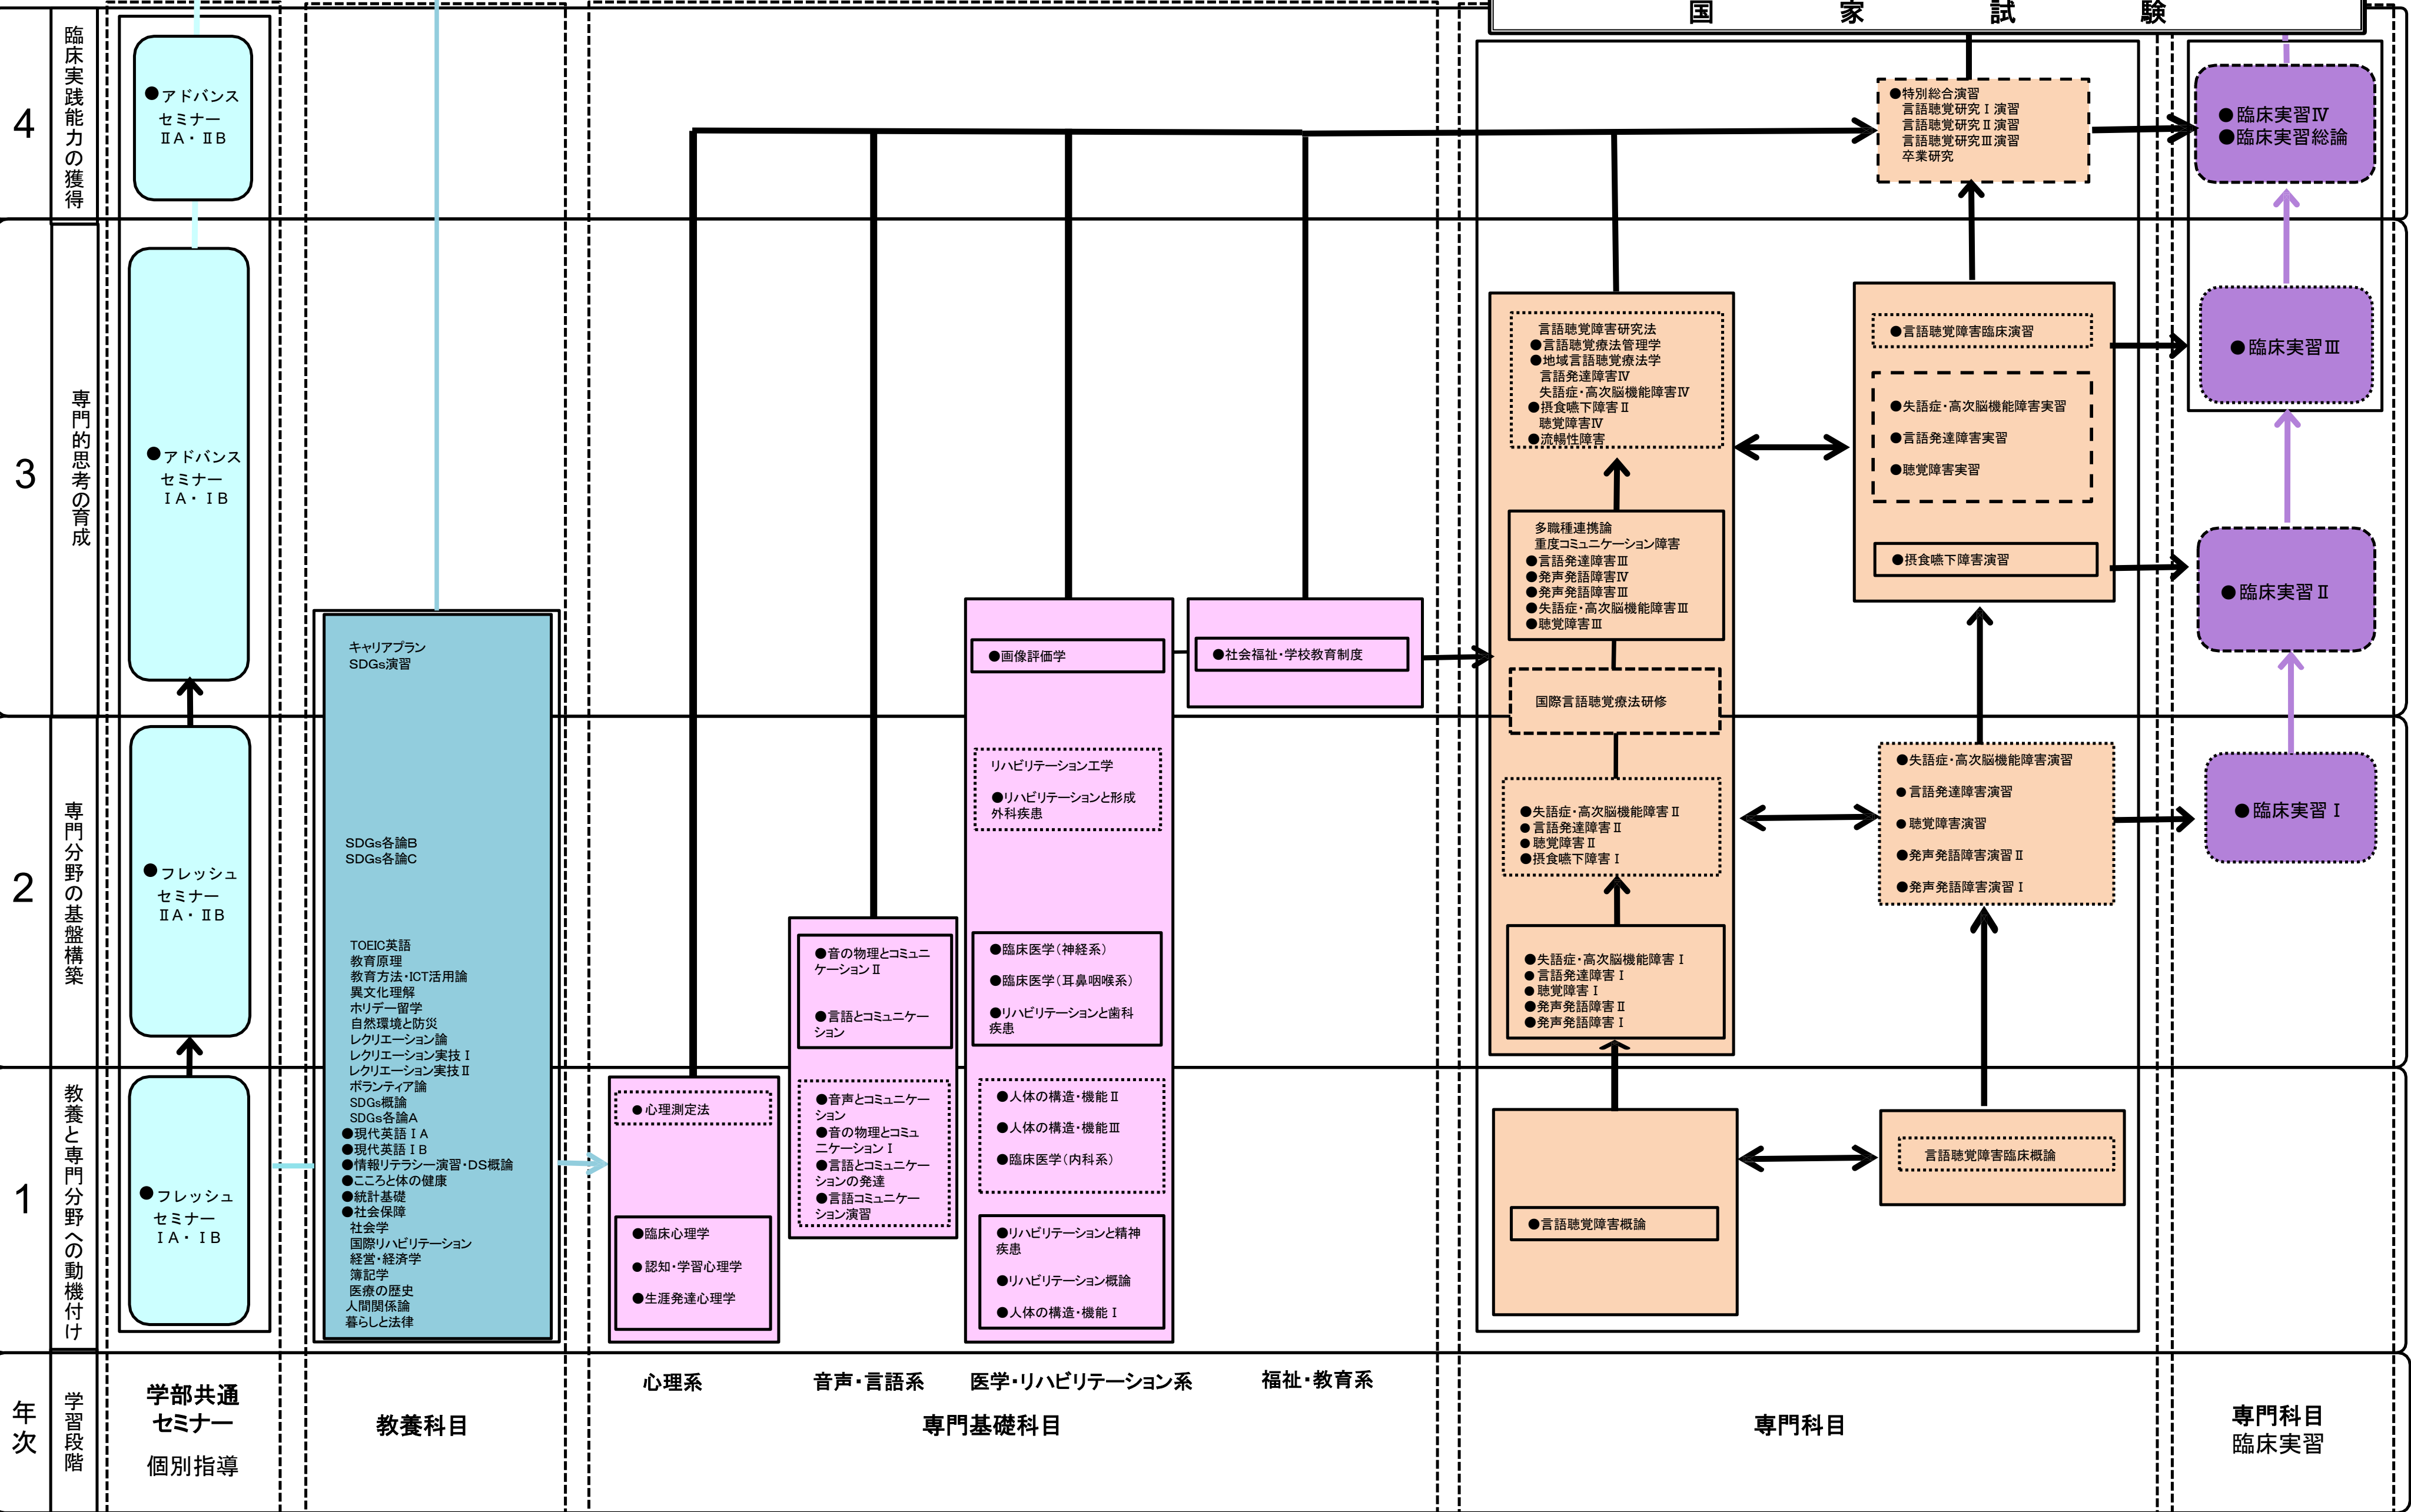 国家試験
4
臨床実践能力の獲得
●アドバンス
セミナー
ⅡA・ⅡB
●特別総合演習
言語聴覚研究Ⅰ演習
言語聴覚研究Ⅱ演習
言語聴覚研究Ⅲ演習
卒業研究
●臨床実習Ⅳ
●臨床実習総論
3
専門的思考の育成
●アドバンス
セミナー
ⅠA・ⅠB
キャリアプラン
SDGs演習
●画像評価学
●社会福祉・学校教育制度
言語聴覚障害研究法
●言語聴覚療法管理学
●地域言語聴覚療法学
言語発達障害Ⅳ
失語症・高次脳機能障害Ⅳ
●摂食嚥下障害Ⅱ
聴覚障害Ⅳ
●流暢性障害
多職種連携論
重度コミュニケーション障害
●言語発達障害Ⅲ
●発声発語障害Ⅳ
●発声発語障害Ⅲ
●失語症・高次脳機能障害Ⅲ
●聴覚障害Ⅲ
国際言語聴覚療法研修
●言語聴覚障害臨床演習
●失語症・高次脳機能障害実習
●言語発達障害実習
●聴覚障害実習
●摂食嚥下障害演習
●臨床実習Ⅲ
●臨床実習Ⅱ
2
専門分野の基盤構築
●フレッシュ
セミナー
ⅡA・ⅡB
SDGs各論B
SDGs各論C
TOEIC英語
教育原理
教育方法・ICT活用論
異文化理解
ホリデー留学
自然環境と防災
レクリエーション論
レクリエーション実技Ⅰ
レクリエーション実技Ⅱ
ボランティア論
SDGs概論
SDGs各論A
●現代英語ⅠA
●現代英語ⅠB
●情報リテラシー演習・DS概論
●こころと体の健康
●統計基礎
●社会保障
社会学
国際リハビリテーション
経営・経済学
簿記学
医療の歴史
人間関係論
暮らしと法律
●音の物理とコミュニ
ケーションⅡ
●言語とコミュニケー
ション
リハビリテーション工学
●リハビリテーションと形成
外科疾患
●臨床医学（神経系）
●臨床医学（耳鼻咽喉系）
●リハビリテーションと歯科
疾患
●失語症・高次脳機能障害Ⅱ
●言語発達障害Ⅱ
●聴覚障害Ⅱ
●摂食嚥下障害Ⅰ
●失語症・高次脳機能障害Ⅰ
●言語発達障害Ⅰ
●聴覚障害Ⅰ
●発声発語障害Ⅱ
●発声発語障害Ⅰ
●失語症・高次脳機能障害演習
●言語発達障害演習
●聴覚障害演習
●発声発語障害演習Ⅱ
●発声発語障害演習Ⅰ
●臨床実習Ⅰ
1
教養と専門分野への動機付け
●フレッシュ
セミナー
ⅠA・ⅠB
●心理測定法
●臨床心理学
●認知・学習心理学
●生涯発達心理学
●音声とコミュニケー
ション
●音の物理とコミュ
ニケーションⅠ
●言語とコミュニケー
ションの発達
●言語コミュニケー
ション演習
●人体の構造・機能Ⅱ
●人体の構造・機能Ⅲ
●臨床医学（内科系）
●リハビリテーションと精神
疾患
●リハビリテーション概論
●人体の構造・機能Ⅰ
●言語聴覚障害概論
言語聴覚障害臨床概論
年次
学習段階
学部共通
セミナー
個別指導
教養科目
心理系
音声・言語系
医学・リハビリテーション系
福祉・教育系
専門基礎科目
専門科目
専門科目
臨床実習